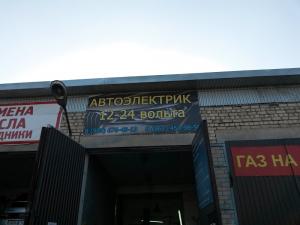 МЕНА
СЛА
ДНИКИ
АВТОЭЛЕКТРИК
12-24 вольта
ГАЗ НА